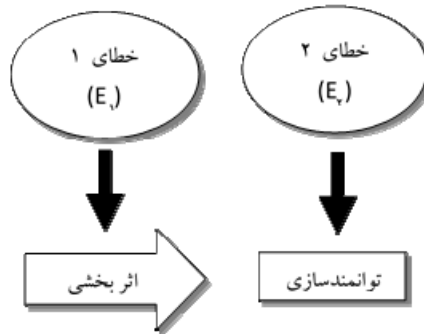 خطای ۱
(E۱)
خطای ۲
(E۲)
اثر بخشی
توانمندسازی